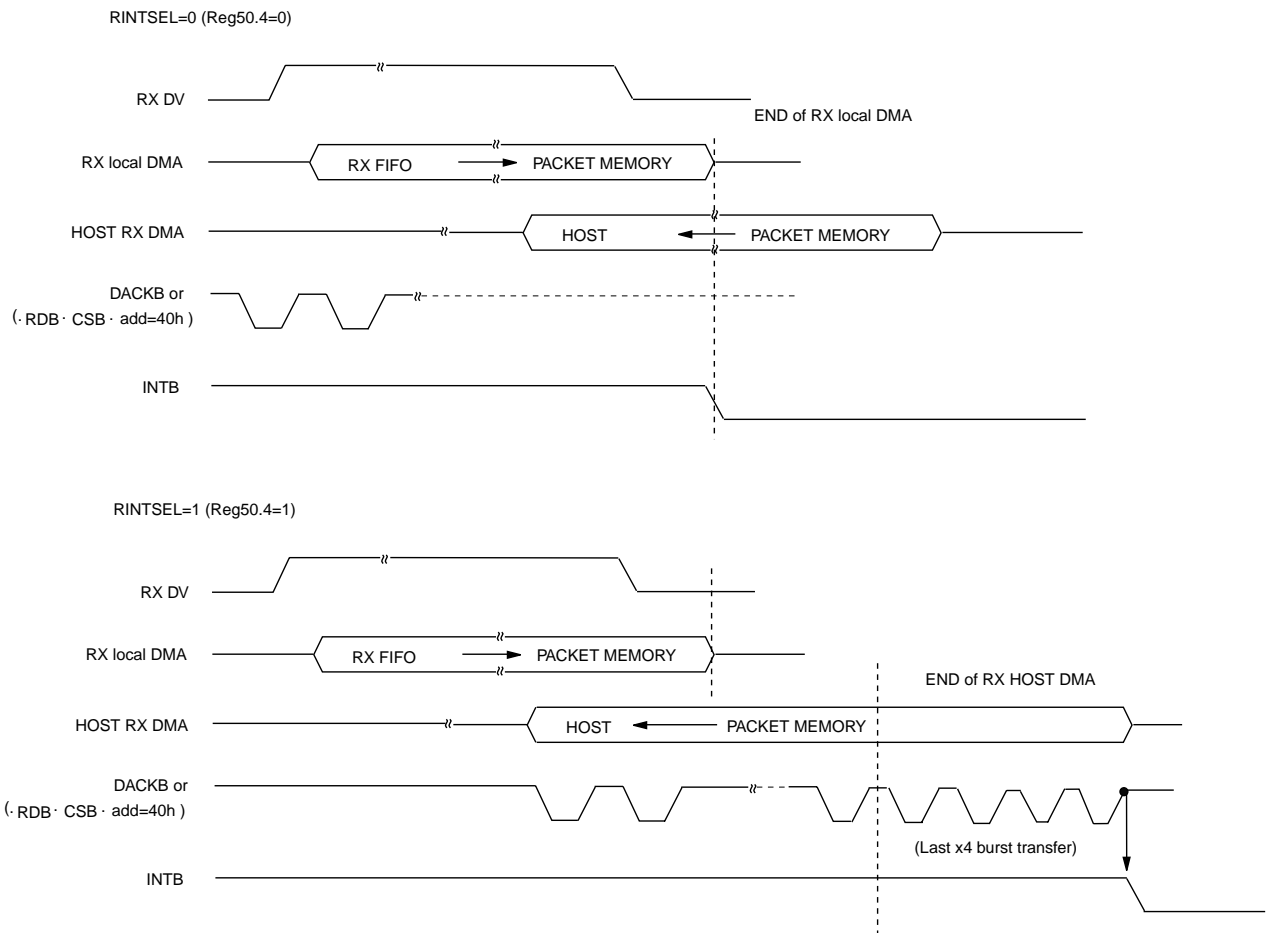 RINTSEL=0 (Reg50.4=0)
RX DV
END of RX local DMA
RX local DMA
RX FIFO
PACKET MEMORY
HOST RX DMA
HOST
PACKET MEMORY
DACKB or
(· RDB · CSB · add=40h )
INTB
RINTSEL=1 (Reg50.4=1)
RX DV
RX local DMA
RX FIFO
PACKET MEMORY
END of RX HOST DMA
HOST RX DMA
HOST
PACKET MEMORY
DACKB or
(· RDB · CSB · add=40h )
(Last x4 burst transfer)
INTB